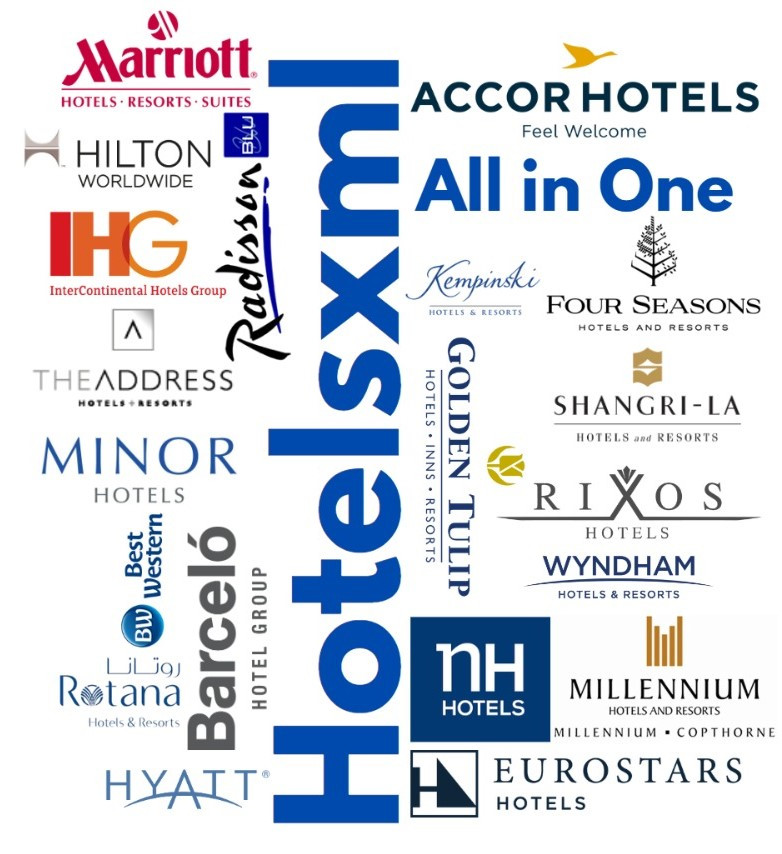 Marriott®
HOTELS · RESORTS · SUITES
HILTON
WORLDWIDE
Radisson
BLU
IHG
InterContinental Hotels Group
A
THE ADDRESS
HOTELS + RESORTS
MINOR
HOTELS
Best
Western
BW
Barceló
HOTEL GROUP
روتانا
Rotana
Hotels & Resorts
HYATT®
Hotelsxml
ACCOR HOTELS
Feel Welcome
All in One
Kempinski
HOTELS & RESORTS
FOUR SEASONS
HOTELS AND RESORTS
GOLDEN TULIP
HOTELS · INNS · RESORTS
SHANGRI-LA
HOTELS and RESORTS
RIXOS
HOTELS
WYNDHAM
HOTELS & RESORTS
nH
HOTELS
MILLENNIUM
HOTELS AND RESORTS
MILLENNIUM ▪ COPTHORNE
EUROSTARS
HOTELS